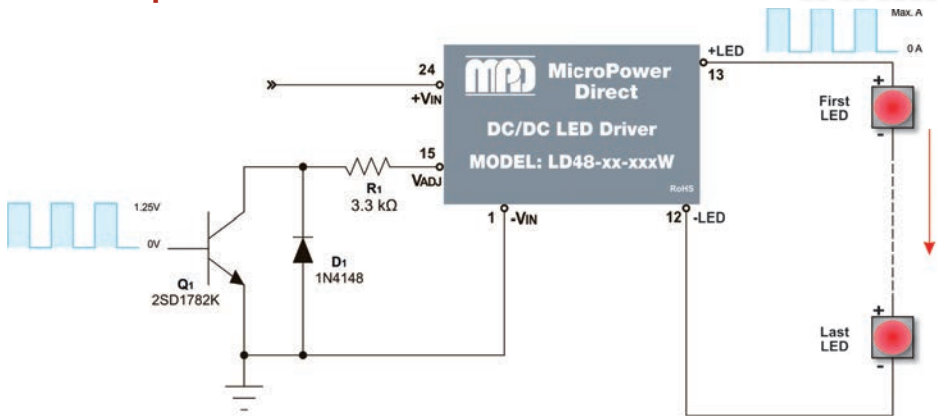 Max. A
0 A
+LED
13
24
+VIN
MPD
MicroPower
Direct
DC/DC LED Driver
MODEL: LD48-xx-xxxW
RoHS
First
LED
+
-
15
VADJ
R1
3.3 kΩ
1
-VIN
12
-LED
1.25V
0V
Q1
2SD1782K
D1
1N4148
Last
LED
+
-